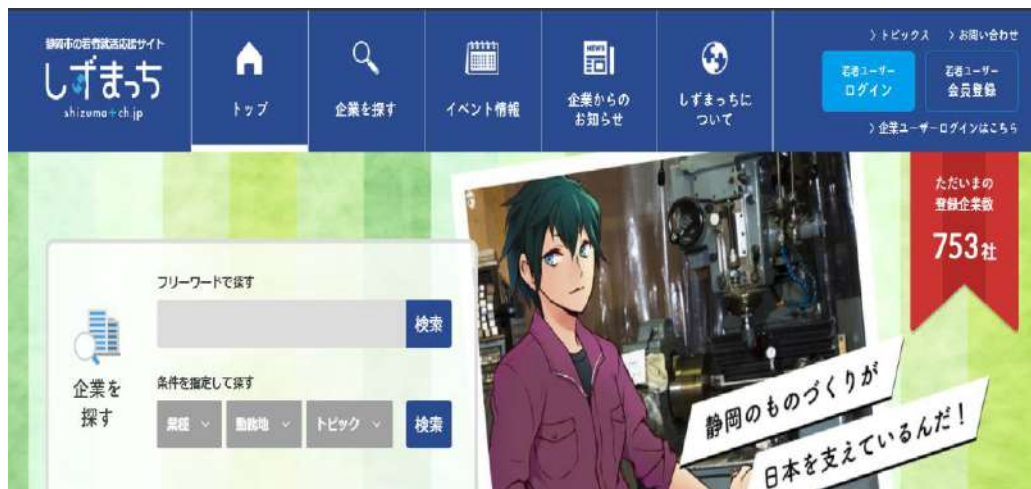 静岡市の若者就活応援サイト
しずまっち
shizumatch.jp
トップ
企業を探す
イベント情報
NEWS
企業からの
お知らせ
しずまっちに
ついて
〉トピックス 〉お問い合わせ
若者ユーザー
ログイン
若者ユーザー
会員登録
〉企業ユーザーログインはこちら
ただいまの
登録企業数
753社
企業を
探す
フリーワードで探す
検索
条件を指定して探す
業種
勤務地
トピック
検索
静岡のものづくりが
日本を支えているんだ！